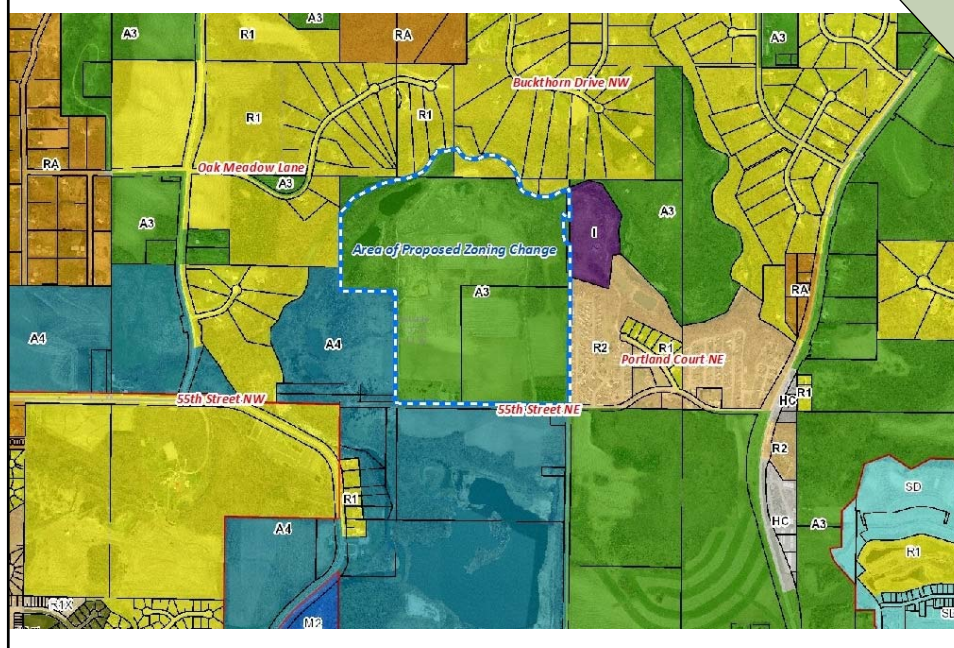 A3
R1
RA
A3
Buckthorn Drive NW
R1
R1
RA
Oak Meadow Lane
A3
A3
A3
I
Area of Proposed Zoning Change
A3
RA
A4
A4
R2
R1
Portland Court NE
55th Street NW
55th Street NE
HC
R1
R2
R1
A4
HC
A3
SD
R1
R1X
M2